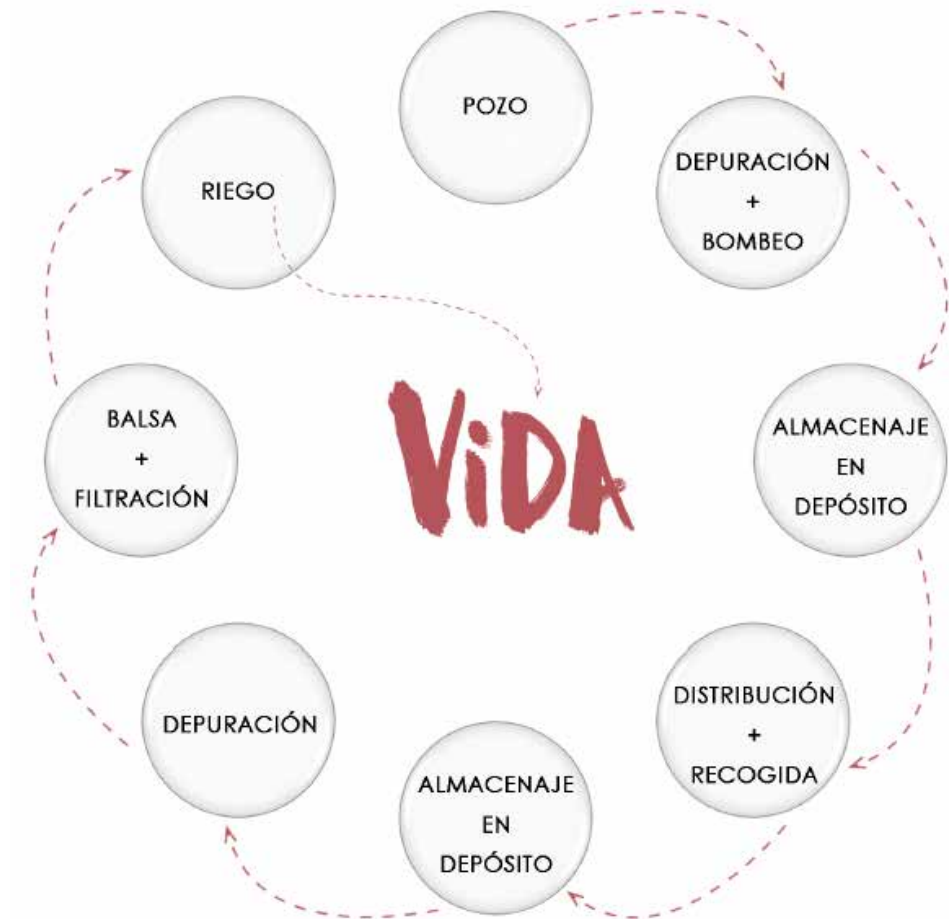 POZO
DEPURACIÓN
+
BOMBEO
ALMACENAJE
EN
DEPÓSITO
DISTRIBUCIÓN
+
RECOGIDA
ALMACENAJE
EN
DEPÓSITO
DEPURACIÓN
BALSA
+
FILTRACIÓN
RIEGO
ViDA